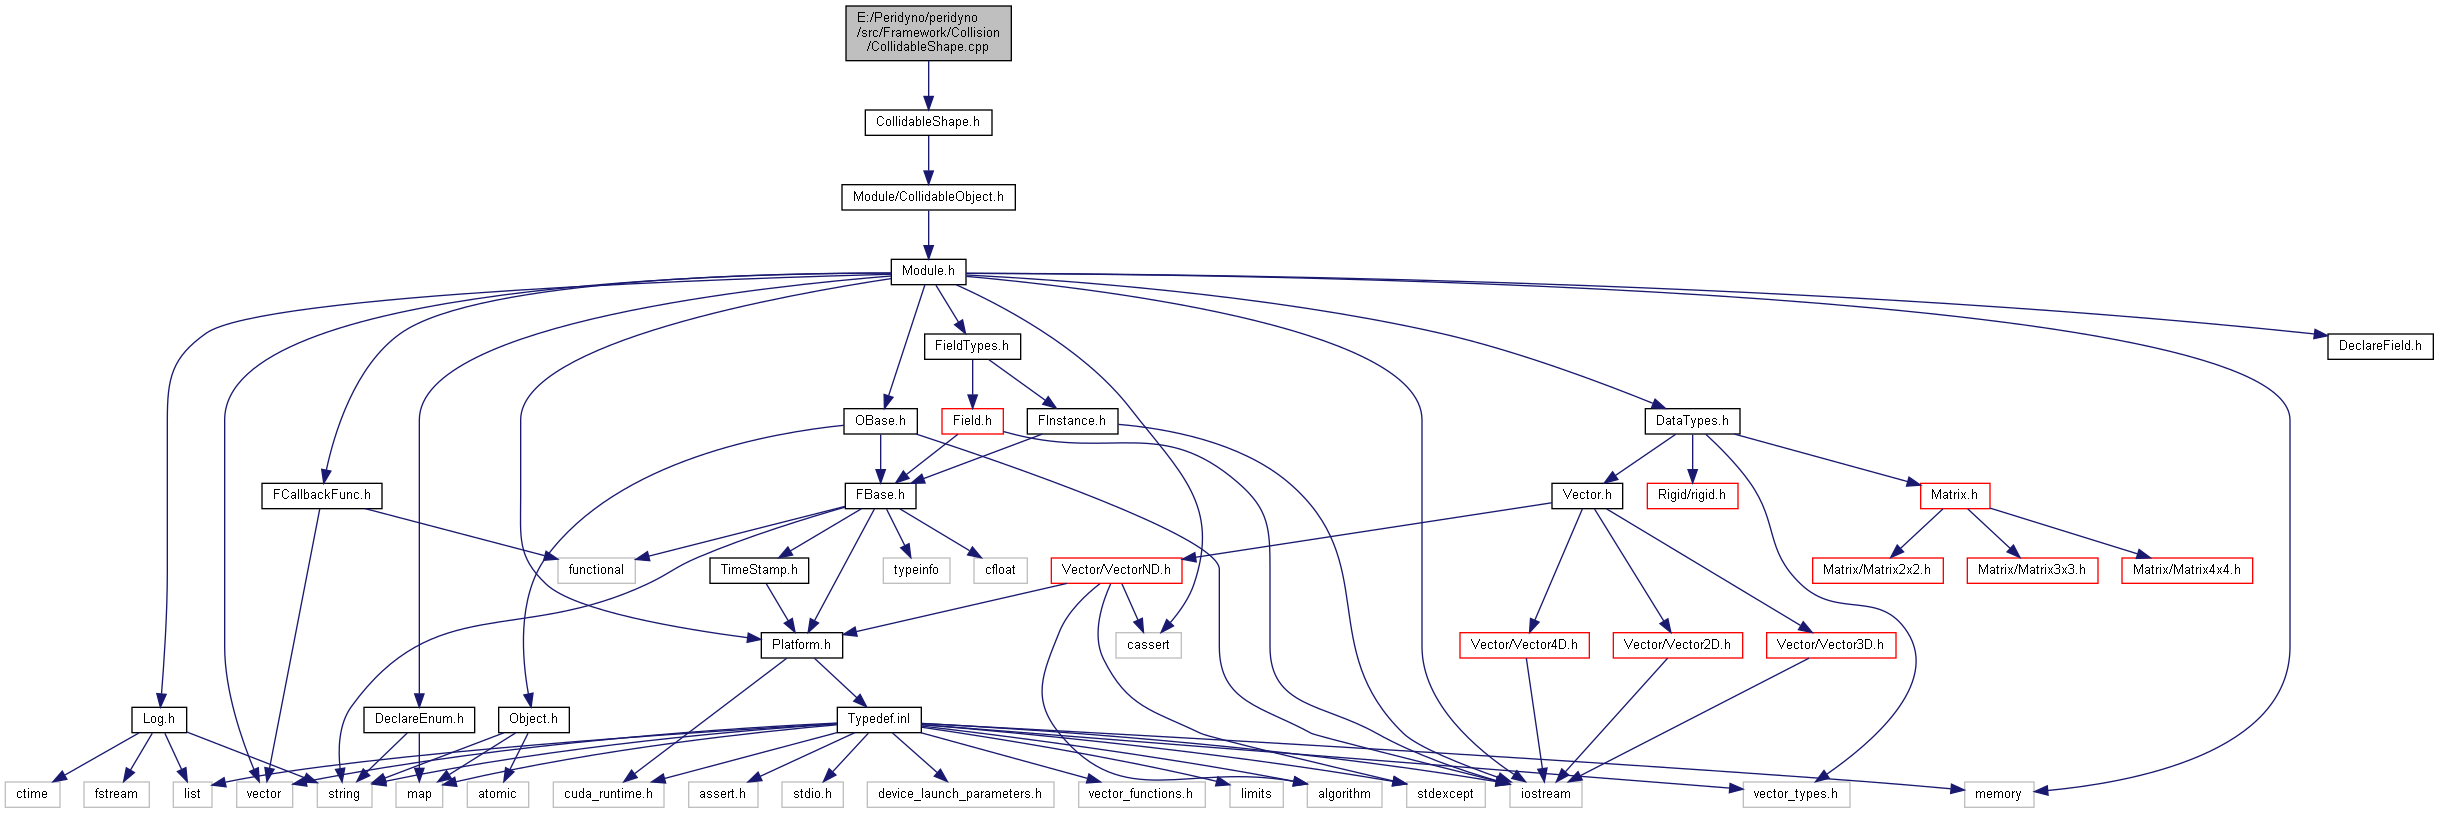 E:/Peridyno/peridyno
/src/Framework/Collision
/CollidableShape.cpp
CollidableShape.h
Module/CollidableObject.h
Module.h
FieldTypes.h
DeclareField.h
OBase.h
Field.h
FInstance.h
DataTypes.h
FCallbackFunc.h
FBase.h
Vector.h
Rigid/rigid.h
Matrix.h
functional
TimeStamp.h
typeinfo
cfloat
Vector/VectorND.h
Matrix/Matrix2x2.h
Matrix/Matrix3x3.h
Matrix/Matrix4x4.h
Platform.h
cassert
Vector/Vector4D.h
Vector/Vector2D.h
Vector/Vector3D.h
Log.h
DeclareEnum.h
Object.h
Typedef.inl
ctime
fstream
list
vector
string
map
atomic
cuda_runtime.h
assert.h
stdio.h
device_launch_parameters.h
vector_functions.h
limits
algorithm
stdexcept
iostream
vector_types.h
memory